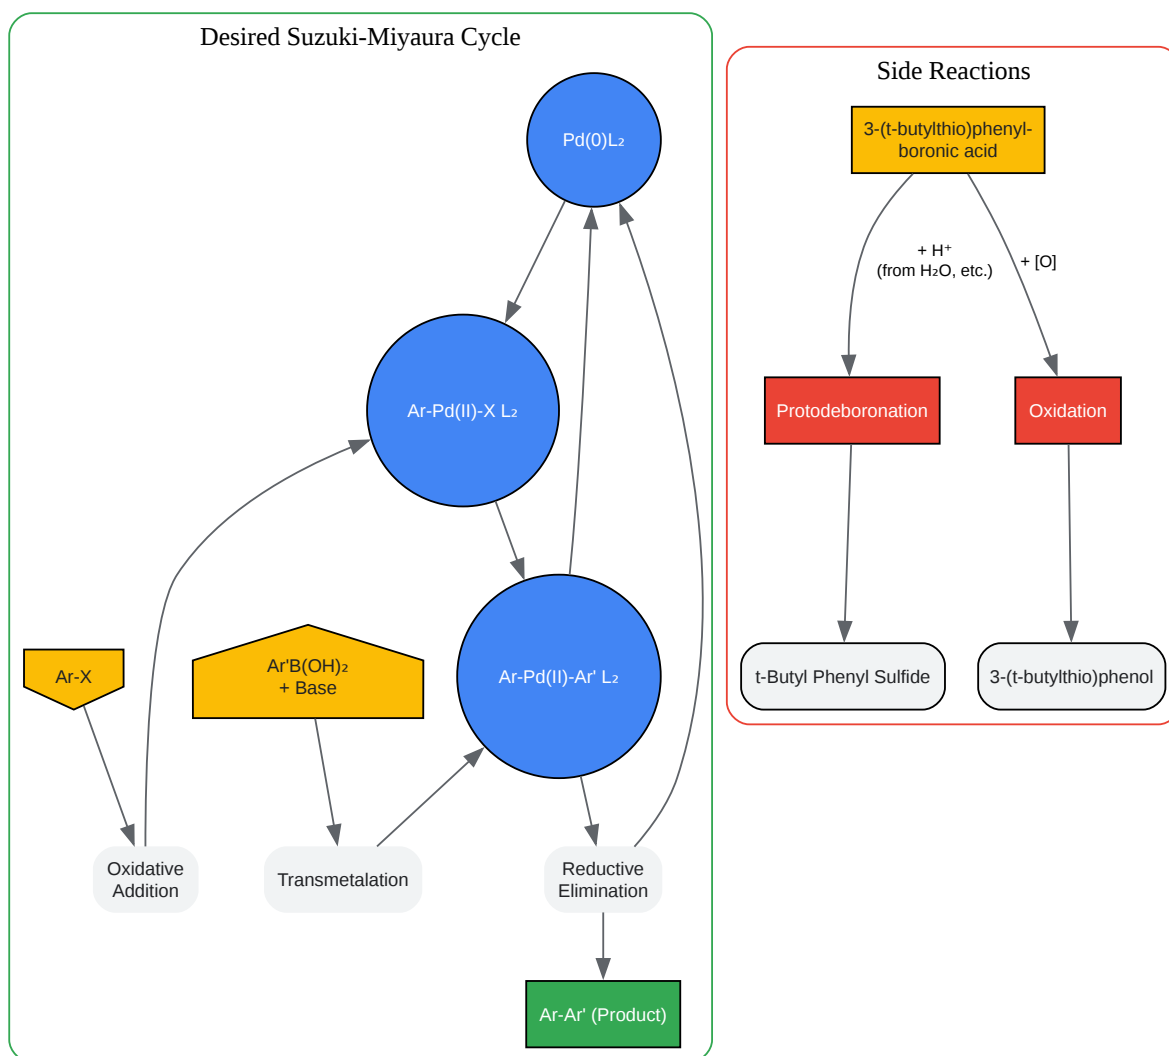 Desired Suzuki-Miyaura Cycle
Pd(0)L₂
Ar-Pd(II)-X L₂
Ar-X
Ar'B(OH)₂
+ Base
Ar-Pd(II)-Ar' L₂
Oxidative
Addition
Transmetalation
Reductive
Elimination
Ar-Ar' (Product)
Side Reactions
3-(t-butylthio)phenyl-
boronic acid
+ H⁺
(from H₂O, etc.)
+ [O]
Protodeboronation
Oxidation
t-Butyl Phenyl Sulfide
3-(t-butylthio)phenol